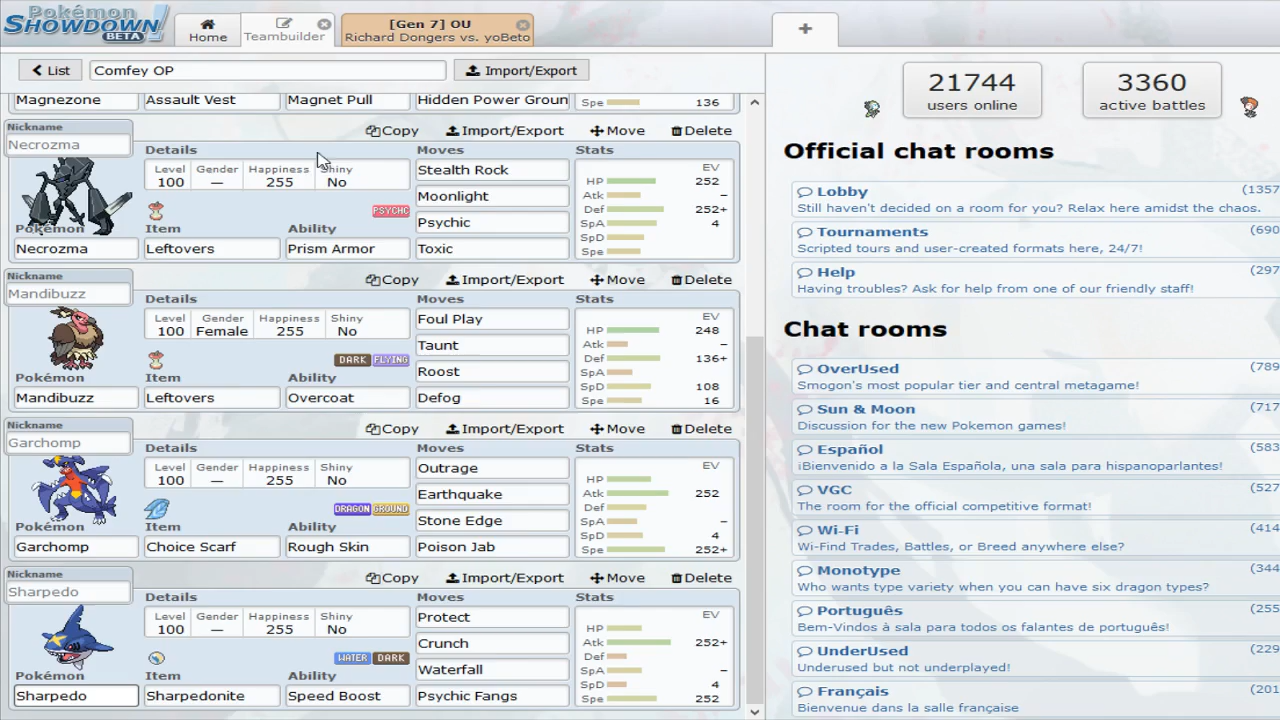 Pokémon
SHOWDOWN!
BETA
Home
Teambuilder
[Gen 7] OU
Richard Dongers vs. yoBeto
+
List
Comfey OP
Import/Export
Magnezone
Assault Vest
Magnet Pull
Hidden Power Groun
Spe 136
Nickname
Necrozma
Copy Import/Export Move Delete
Details
Level Gender Happiness Shiny
100 — 255 No
PSYCHC
Pokémon Item Ability
Necrozma Leftovers Prism Armor
Moves
Stealth Rock
Moonlight
Psychic
Toxic
Stats
EV
HP 252
Atk –
Def 252+
SpA 4
SpD
Spe
Nickname
Mandibuzz
Copy Import/Export Move Delete
Details
Level Gender Happiness Shiny
100 Female 255 No
DARK FLYING
Pokémon Item Ability
Mandibuzz Leftovers Overcoat
Moves
Foul Play
Taunt
Roost
Defog
Stats
EV
HP 248
Atk –
Def 136+
SpA
SpD 108
Spe 16
Nickname
Garchomp
Copy Import/Export Move Delete
Details
Level Gender Happiness Shiny
100 — 255 No
DRAGON GROUND
Pokémon Item Ability
Garchomp Choice Scarf Rough Skin
Moves
Outrage
Earthquake
Stone Edge
Poison Jab
Stats
EV
HP
Atk 252
Def
SpA –
SpD 4
Spe 252+
Nickname
Sharpedo
Copy Import/Export Move Delete
Details
Level Gender Happiness Shiny
100 — 255 No
WATER DARK
Pokémon Item Ability
Sharpedo Sharpedonite Speed Boost
Moves
Protect
Crunch
Waterfall
Psychic Fangs
Stats
EV
HP
Atk 252+
Def
SpA –
SpD 4
Spe 252
21744
users online
3360
active battles
Official chat rooms
Lobby (1357
Still haven't decided on a room for you? Relax here amidst the chaos.
Tournaments (690
Scripted tours and user-created formats here, 24/7!
Help (297
Having troubles? Ask for help from one of our friendly staff!
Chat rooms
OverUsed (789
Smogon's most popular tier and central metagame!
Sun & Moon (717
Discussion for the new Pokemon games!
Español (583
¡Bienvenido a la Sala Española, una sala para hispanoparlantes!
VGC (527
The room for the official competitive format!
Wi-Fi (414
Wi-Find Trades, Battles, or Breed anywhere else?
Monotype (344
Who wants type variety when you can have six dragon types?
Português (255
Bem-Vindos à sala para todos os falantes de português!
UnderUsed (229
Underused but not underplayed!
Français (201
Bienvenue dans la salle française